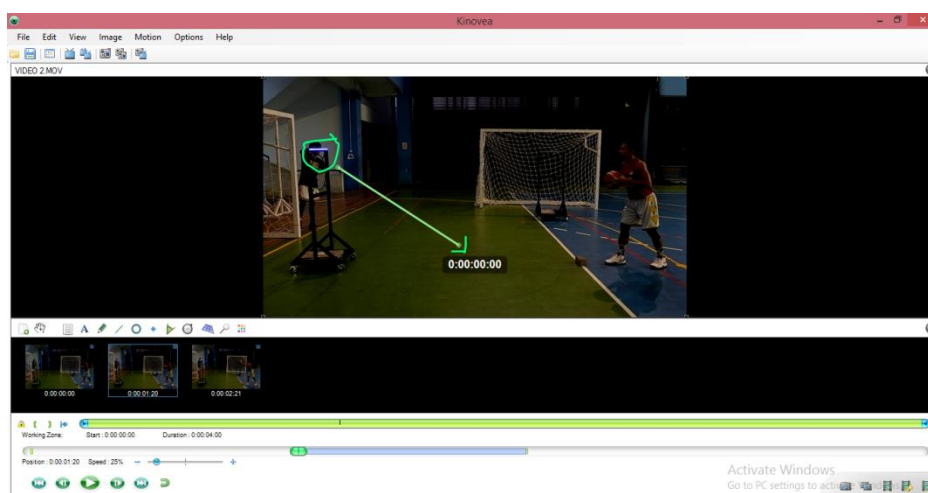 Kinovea
File Edit View Image Motion Options Help
VIDEO 2.MOV
0:00:00:00
0:00:00:00 0:00:01:20 0:00:02:21
Working Zone: Start : 0:00:00:00 Duration : 0:00:04:00
Position : 0:00:01:20 Speed : 25%
Activate Windows
Go to PC settings to